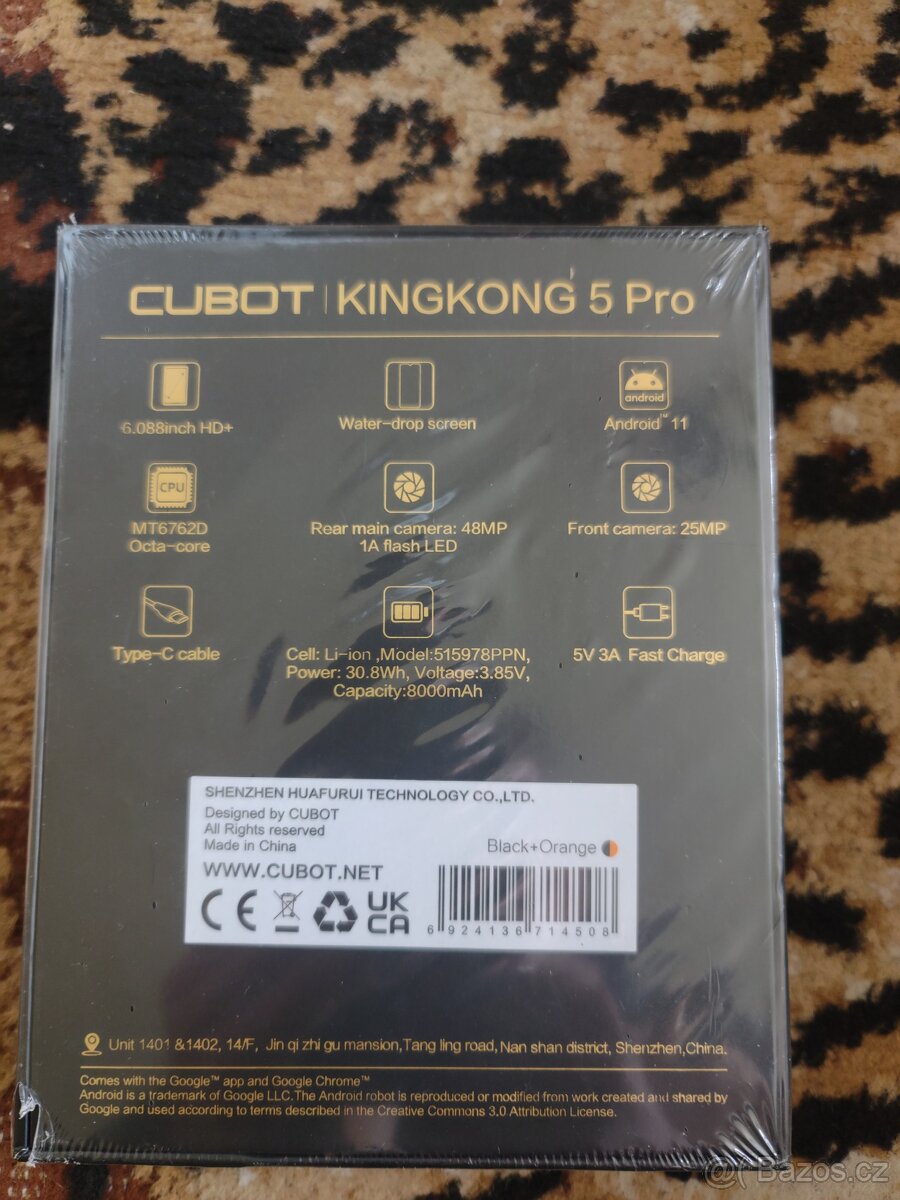 CUBOT | KINGKONG 5 Pro
6.088inch HD+
Water-drop screen
android
Android™ 11
CPU
MT6762D
Octa-core
Rear main camera: 48MP
1A flash LED
Front camera: 25MP
Type-C cable
Cell: Li-ion ,Model:515978PPN,
Power: 30.8Wh, Voltage:3.85V,
Capacity:8000mAh
5V 3A Fast Charge
SHENZHEN HUAFURUI TECHNOLOGY CO.,LTD.
Designed by CUBOT
All Rights reserved
Made in China
Black+Orange
WWW.CUBOT.NET
CE
UK
CA
6 924136 714508
Unit 1401 &1402, 14/F, Jin qi zhi gu mansion,Tang ling road, Nan shan district, Shenzhen,China.
Comes with the Google™ app and Google Chrome™
Android is a trademark of Google LLC.The Android robot is reproduced or modified from work created and shared by
Google and used according to terms described in the Creative Commons 3.0 Attribution License.
Bazos.cz